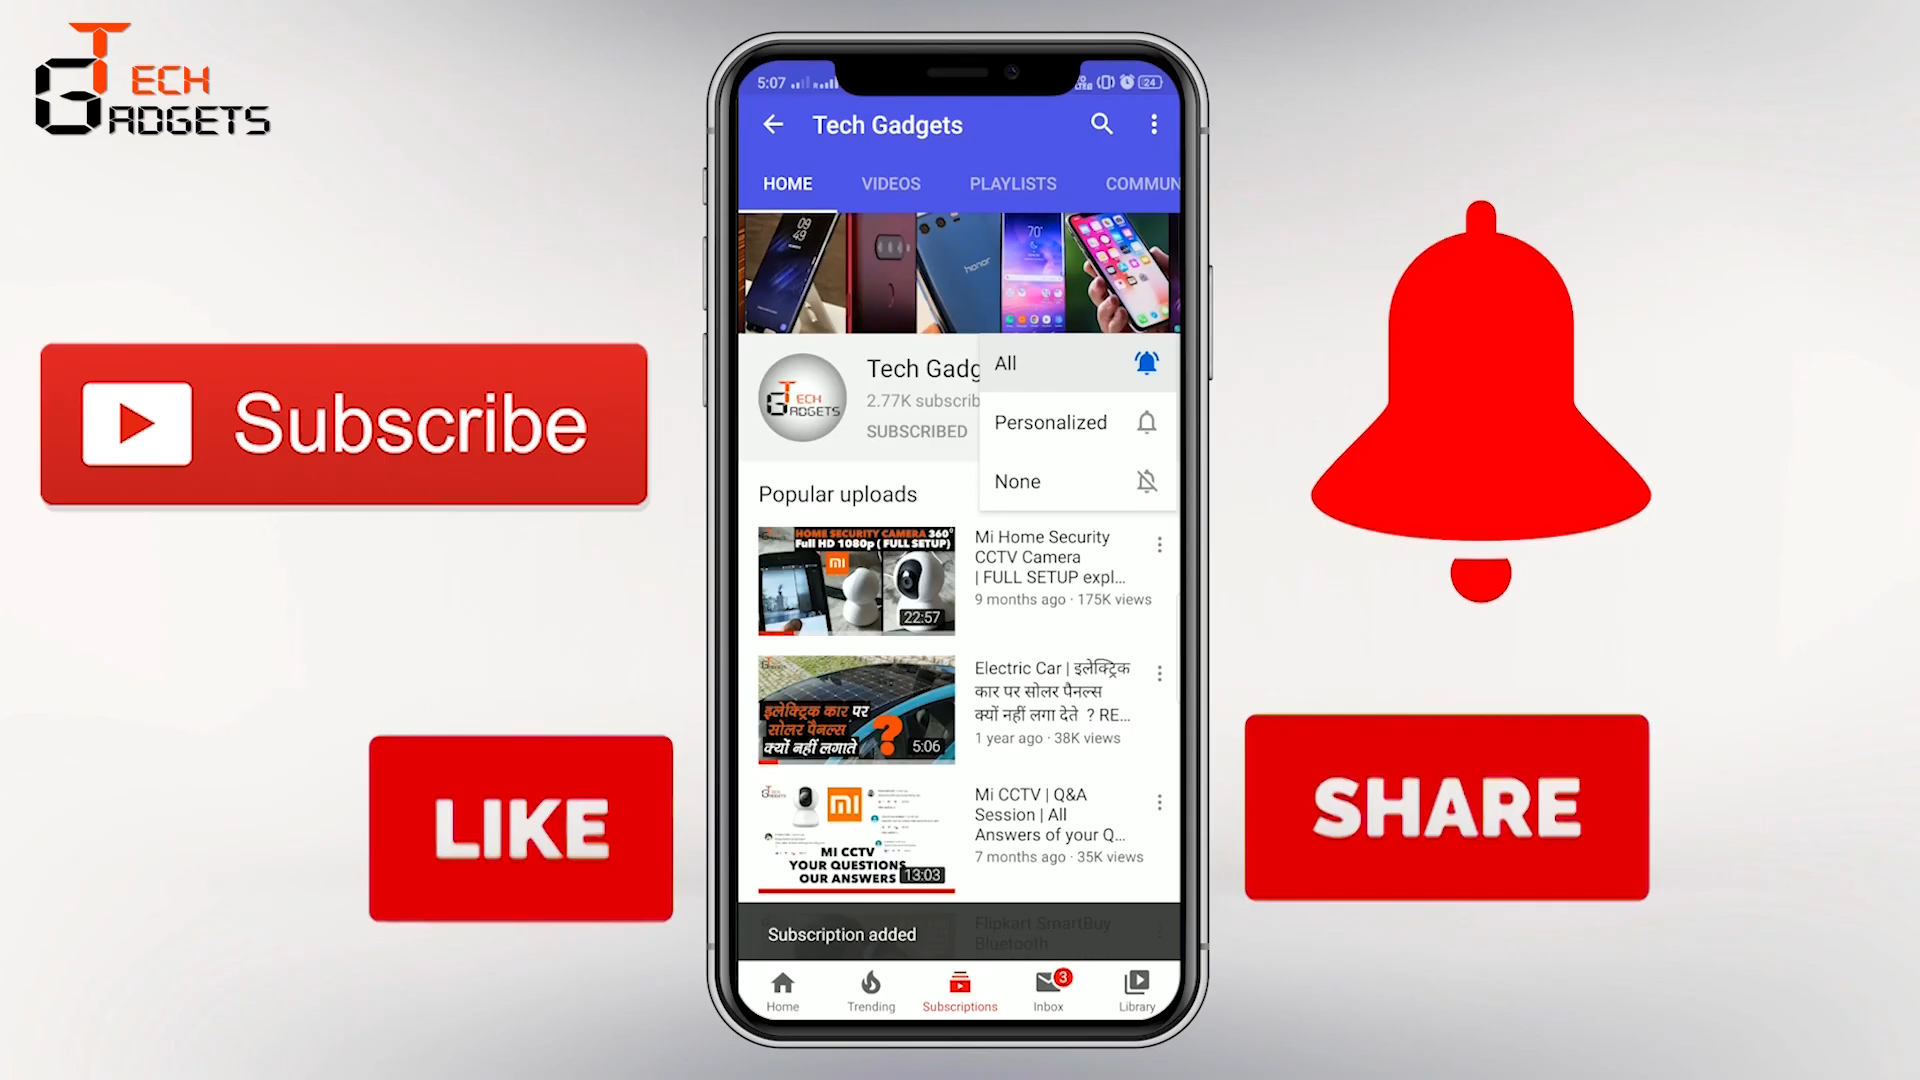 TECH
GADGETS
Subscribe
LIKE
SHARE
5:07
24
Tech Gadgets
HOME VIDEOS PLAYLISTS COMMUN
honor
Tech Gadg
2.77K subscrib
SUBSCRIBED
All
Personalized
None
TECH
GADGETS
Popular uploads
HOME SECURITY CAMERA 360°
Full HD 1080p ( FULL SETUP)
22:57
Mi Home Security
CCTV Camera
| FULL SETUP expl...
9 months ago · 175K views
इलेक्ट्रिक कार पर
सोलर पैनल्स
क्यों नहीं लगाते ?
5:06
Electric Car | इलेक्ट्रिक
कार पर सोलर पैनल्स
क्यों नहीं लगा देते ? RE...
1 year ago · 38K views
MI CCTV
YOUR QUESTIONS
OUR ANSWERS
13:03
Mi CCTV | Q&A
Session | All
Answers of your Q...
7 months ago · 35K views
Flipkart SmartBuy
Bluetooth
Subscription added
Home Trending Subscriptions Inbox 3 Library